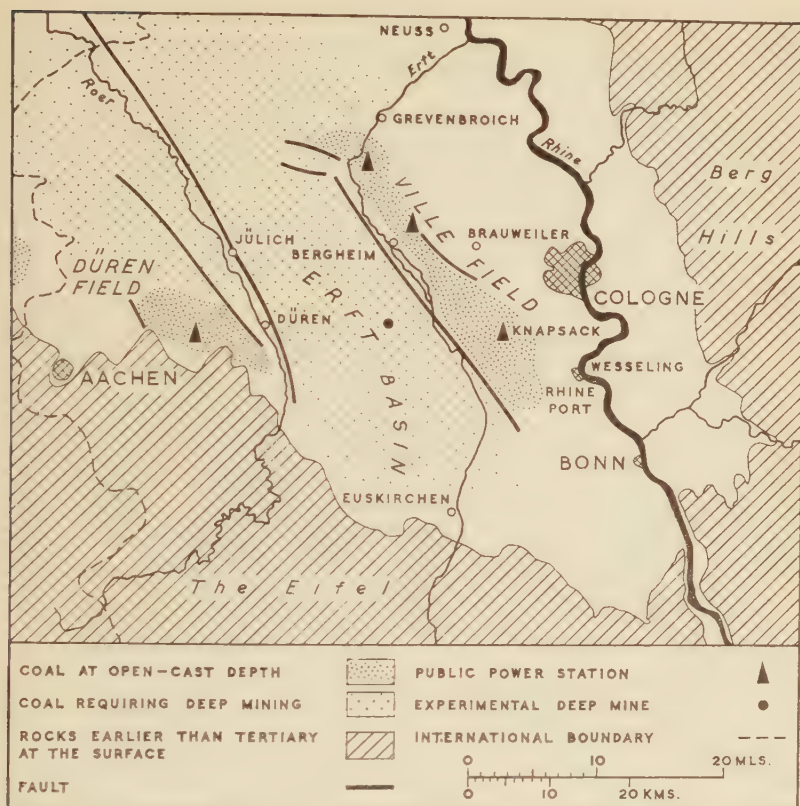 NEUSS
Erft
Roer
GREVENBROICH
Rhine
Berg
Hills
VILLE FIELD
BRAUWEILER
JÜLICH
BERGHEIM
DÜREN
FIELD
ERFT BASIN
COLOGNE
DÜREN
KNAPSACK
AACHEN
WESSELING
RHINE
PORT
BONN
EUSKIRCHEN
The Eifel
COAL AT OPEN-CAST DEPTH
COAL REQUIRING DEEP MINING
ROCKS EARLIER THAN TERTIARY
AT THE SURFACE
FAULT
PUBLIC POWER STATION
EXPERIMENTAL DEEP MINE
INTERNATIONAL BOUNDARY
0 10 20 MLS.
0 10 20 KMS.